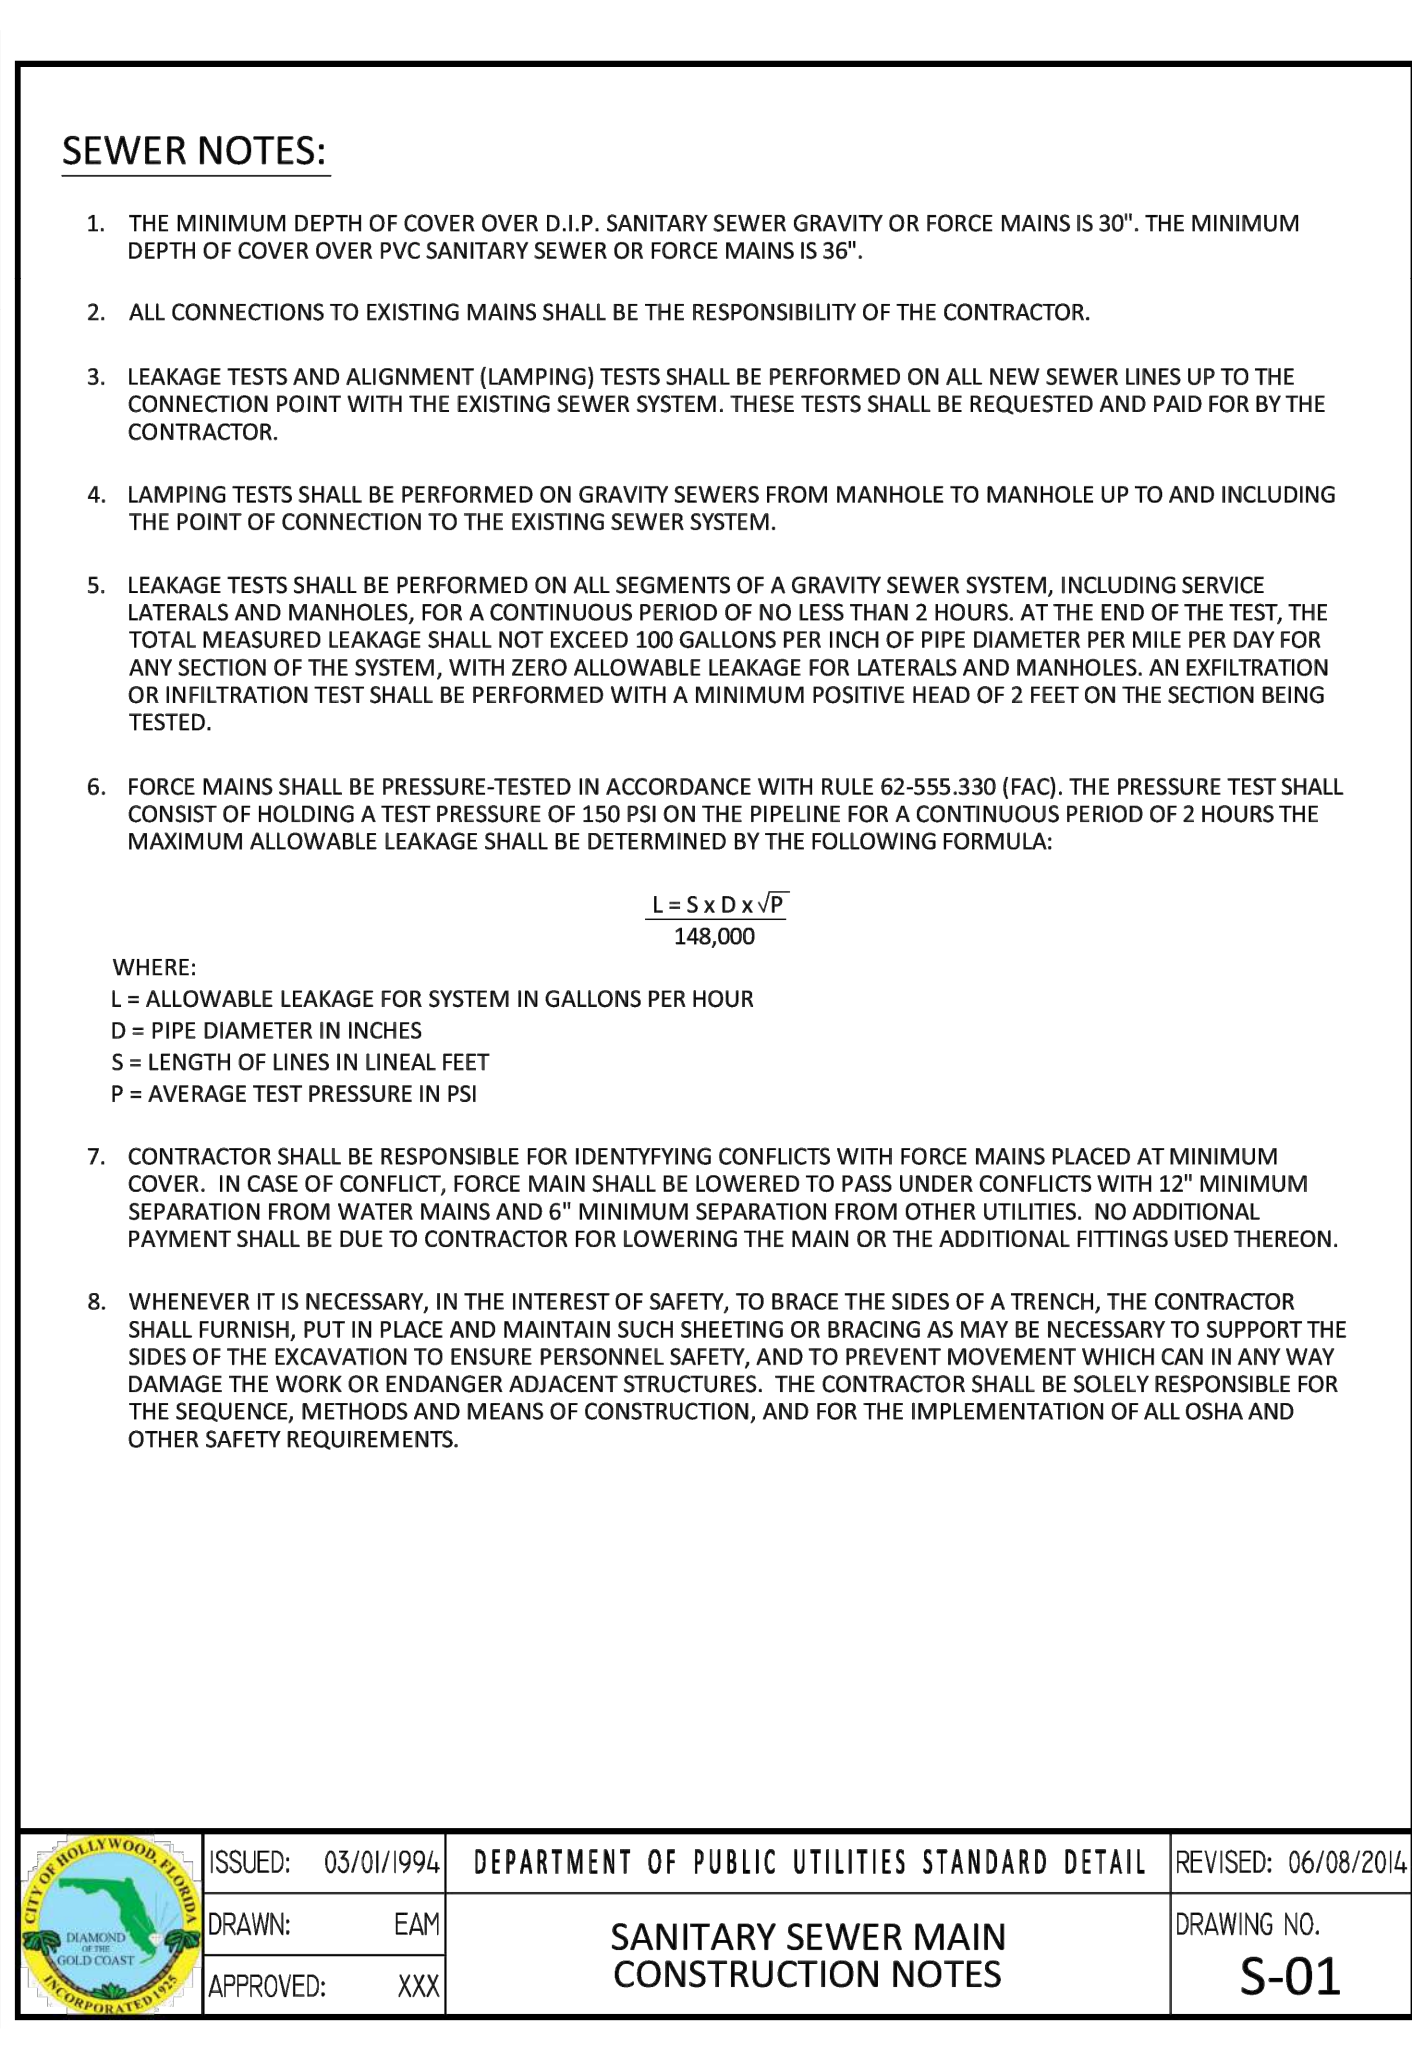 SEWER NOTES:
1. THE MINIMUM DEPTH OF COVER OVER D.I.P. SANITARY SEWER GRAVITY OR FORCE MAINS IS 30". THE MINIMUM
DEPTH OF COVER OVER PVC SANITARY SEWER OR FORCE MAINS IS 36".
2. ALL CONNECTIONS TO EXISTING MAINS SHALL BE THE RESPONSIBILITY OF THE CONTRACTOR.
3. LEAKAGE TESTS AND ALIGNMENT (LAMPING) TESTS SHALL BE PERFORMED ON ALL NEW SEWER LINES UP TO THE
CONNECTION POINT WITH THE EXISTING SEWER SYSTEM. THESE TESTS SHALL BE REQUESTED AND PAID FOR BY THE
CONTRACTOR.
4. LAMPING TESTS SHALL BE PERFORMED ON GRAVITY SEWERS FROM MANHOLE TO MANHOLE UP TO AND INCLUDING
THE POINT OF CONNECTION TO THE EXISTING SEWER SYSTEM.
5. LEAKAGE TESTS SHALL BE PERFORMED ON ALL SEGMENTS OF A GRAVITY SEWER SYSTEM, INCLUDING SERVICE
LATERALS AND MANHOLES, FOR A CONTINUOUS PERIOD OF NO LESS THAN 2 HOURS. AT THE END OF THE TEST, THE
TOTAL MEASURED LEAKAGE SHALL NOT EXCEED 100 GALLONS PER INCH OF PIPE DIAMETER PER MILE PER DAY FOR
ANY SECTION OF THE SYSTEM, WITH ZERO ALLOWABLE LEAKAGE FOR LATERALS AND MANHOLES. AN EXFILTRATION
OR INFILTRATION TEST SHALL BE PERFORMED WITH A MINIMUM POSITIVE HEAD OF 2 FEET ON THE SECTION BEING
TESTED.
6. FORCE MAINS SHALL BE PRESSURE-TESTED IN ACCORDANCE WITH RULE 62-555.330 (FAC). THE PRESSURE TEST SHALL
CONSIST OF HOLDING A TEST PRESSURE OF 150 PSI ON THE PIPELINE FOR A CONTINUOUS PERIOD OF 2 HOURS THE
MAXIMUM ALLOWABLE LEAKAGE SHALL BE DETERMINED BY THE FOLLOWING FORMULA:
L = S x D x √P
148,000
WHERE:
L = ALLOWABLE LEAKAGE FOR SYSTEM IN GALLONS PER HOUR
D = PIPE DIAMETER IN INCHES
S = LENGTH OF LINES IN LINEAL FEET
P = AVERAGE TEST PRESSURE IN PSI
7. CONTRACTOR SHALL BE RESPONSIBLE FOR IDENTYFYING CONFLICTS WITH FORCE MAINS PLACED AT MINIMUM
COVER. IN CASE OF CONFLICT, FORCE MAIN SHALL BE LOWERED TO PASS UNDER CONFLICTS WITH 12" MINIMUM
SEPARATION FROM WATER MAINS AND 6" MINIMUM SEPARATION FROM OTHER UTILITIES. NO ADDITIONAL
PAYMENT SHALL BE DUE TO CONTRACTOR FOR LOWERING THE MAIN OR THE ADDITIONAL FITTINGS USED THEREON.
8. WHENEVER IT IS NECESSARY, IN THE INTEREST OF SAFETY, TO BRACE THE SIDES OF A TRENCH, THE CONTRACTOR
SHALL FURNISH, PUT IN PLACE AND MAINTAIN SUCH SHEETING OR BRACING AS MAY BE NECESSARY TO SUPPORT THE
SIDES OF THE EXCAVATION TO ENSURE PERSONNEL SAFETY, AND TO PREVENT MOVEMENT WHICH CAN IN ANY WAY
DAMAGE THE WORK OR ENDANGER ADJACENT STRUCTURES. THE CONTRACTOR SHALL BE SOLELY RESPONSIBLE FOR
THE SEQUENCE, METHODS AND MEANS OF CONSTRUCTION, AND FOR THE IMPLEMENTATION OF ALL OSHA AND
OTHER SAFETY REQUIREMENTS.
CITY OF HOLLYWOOD, FLORIDA
DIAMOND
OF THE
GOLD COAST
INCORPORATED 1925
ISSUED: 03/01/1994
DRAWN: EAM
APPROVED: XXX
DEPARTMENT OF PUBLIC UTILITIES STANDARD DETAIL
SANITARY SEWER MAIN
CONSTRUCTION NOTES
REVISED: 06/08/2014
DRAWING NO.
S-01